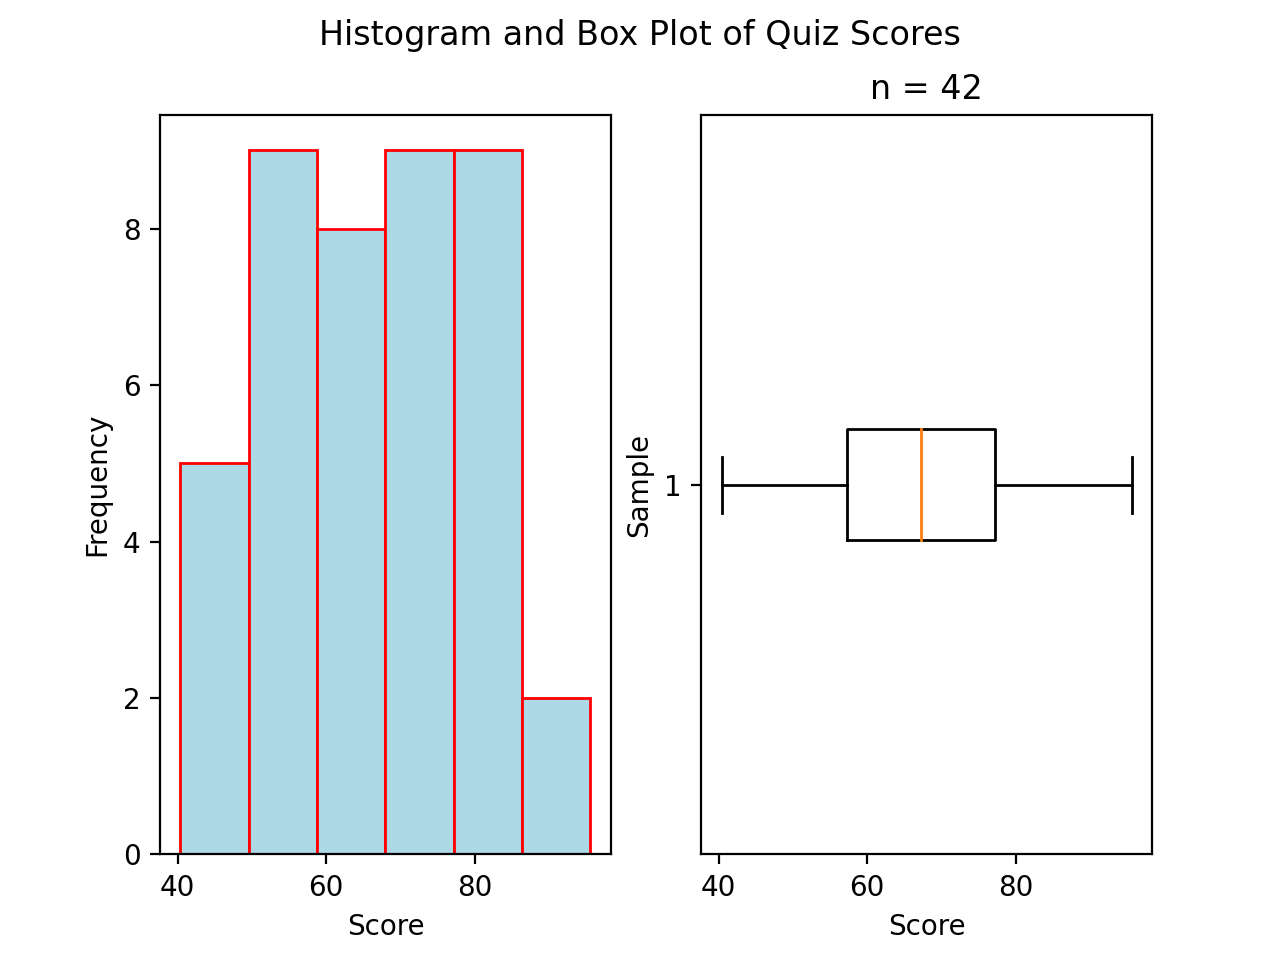 Histogram and Box Plot of Quiz Scores
8
6
4
2
0
Frequency
40 60 80
Score
n = 42
Sample
1
40 60 80
Score